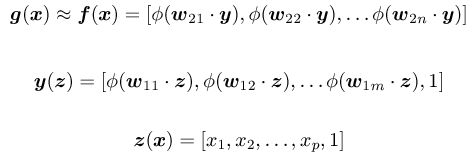 g(x) ≈ f(x) = [ϕ(w₂₁ · y), ϕ(w₂₂ · y), … ϕ(w₂ₙ · y)]
y(z) = [ϕ(w₁₁ · z), ϕ(w₁₂ · z), … ϕ(w₁ₘ · z), 1]
z(x) = [x₁, x₂, …, xₚ, 1]